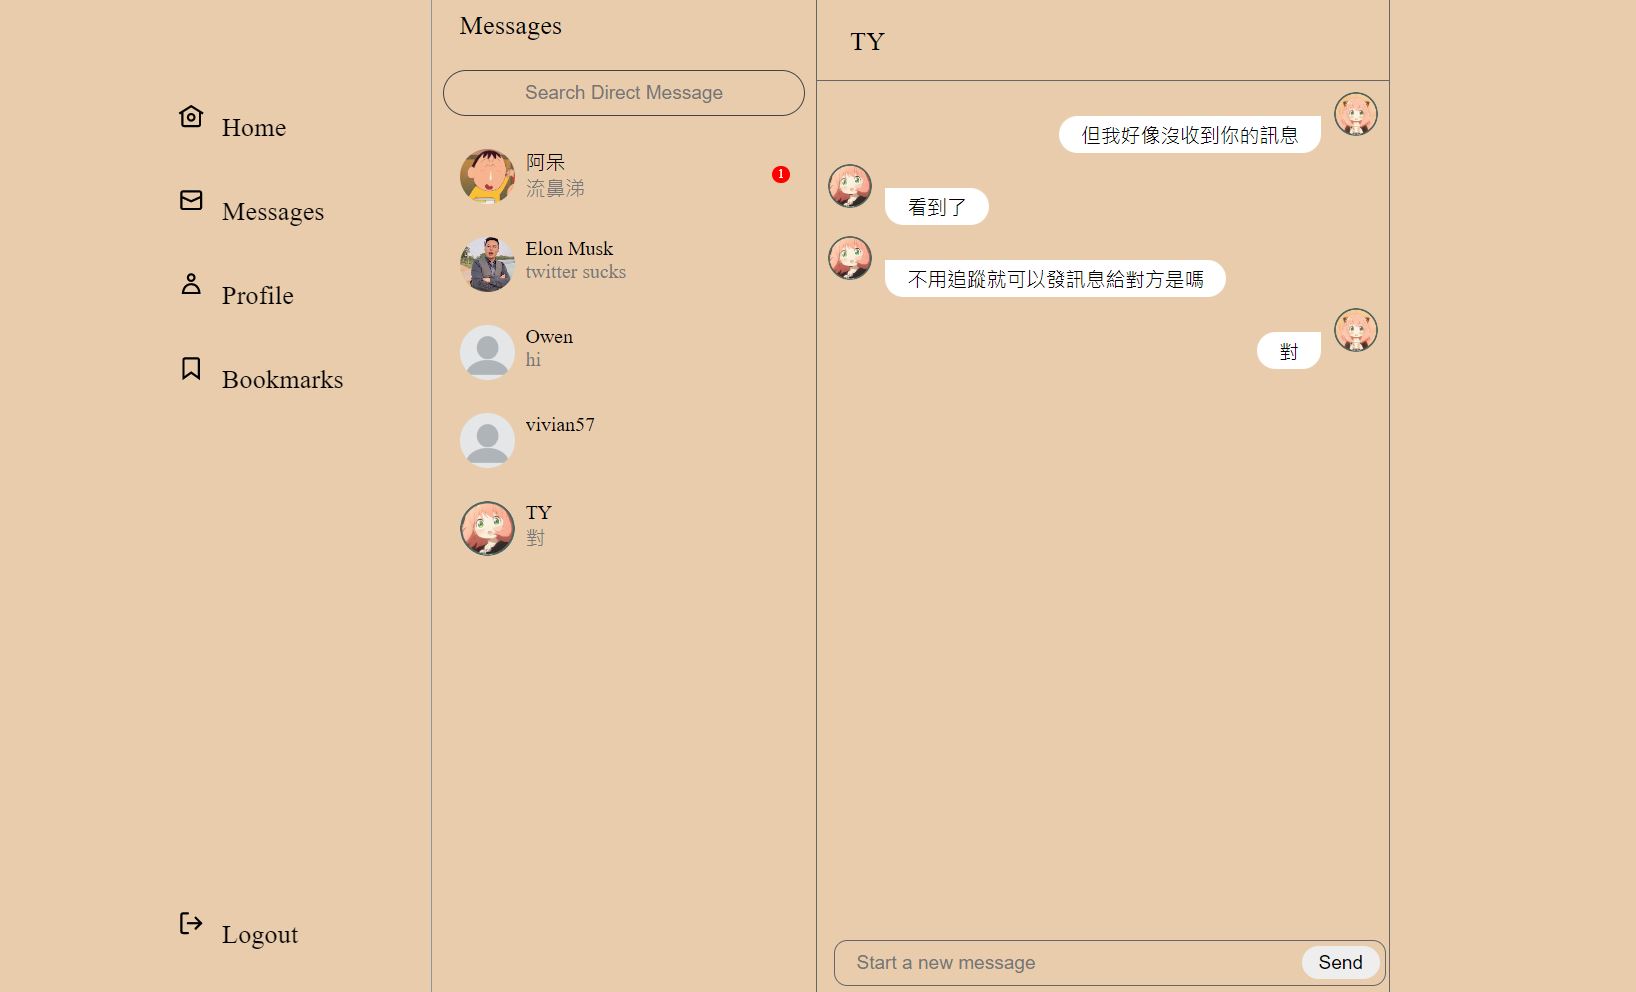 Home
Messages
Profile
Bookmarks
Logout
Messages
Search Direct Message
阿呆
流鼻涕
1
Elon Musk
twitter sucks
Owen
hi
vivian57
TY
對
TY
但我好像沒收到你的訊息
看到了
不用追蹤就可以發訊息給對方是嗎
對
Start a new message
Send